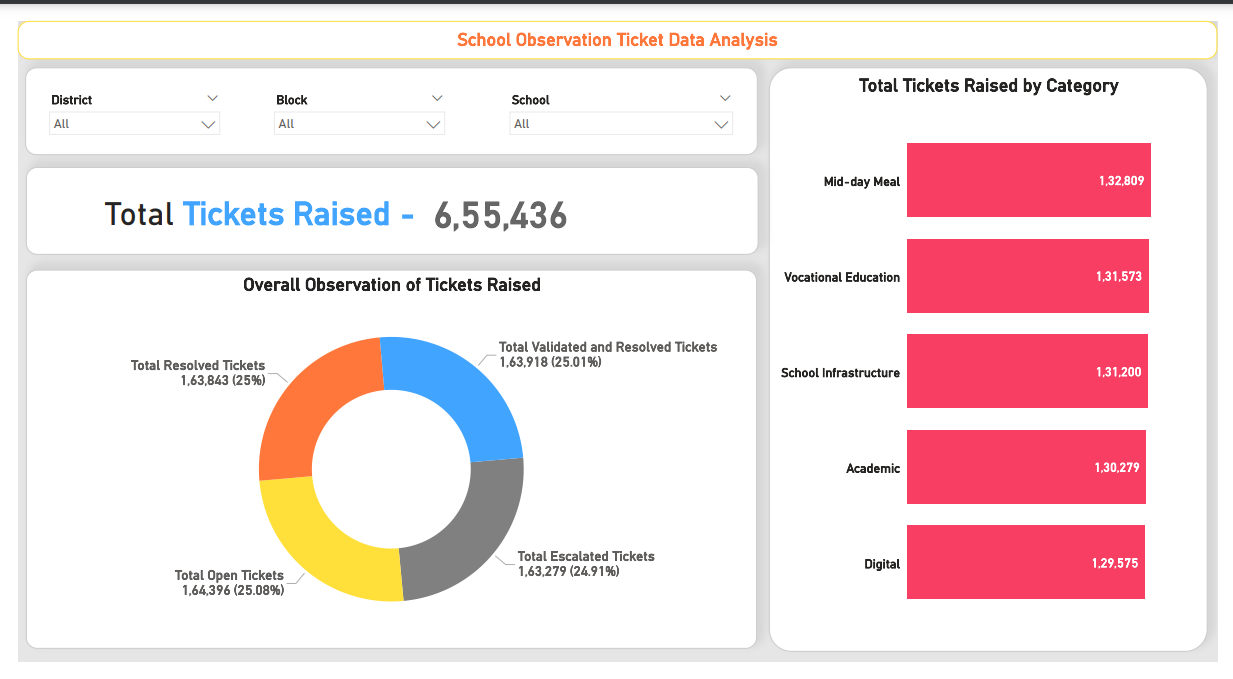 School Observation Ticket Data Analysis
District
Block
School
All
All
All
Total Tickets Raised - 6,55,436
Overall Observation of Tickets Raised
Total Validated and Resolved Tickets
1,63,918 (25.01%)
Total Resolved Tickets
1,63,843 (25%)
Total Escalated Tickets
1,63,279 (24.91%)
Total Open Tickets
1,64,396 (25.08%)
Total Tickets Raised by Category
Mid-day Meal 1,32,809
Vocational Education 1,31,573
School Infrastructure 1,31,200
Academic 1,30,279
Digital 1,29,575